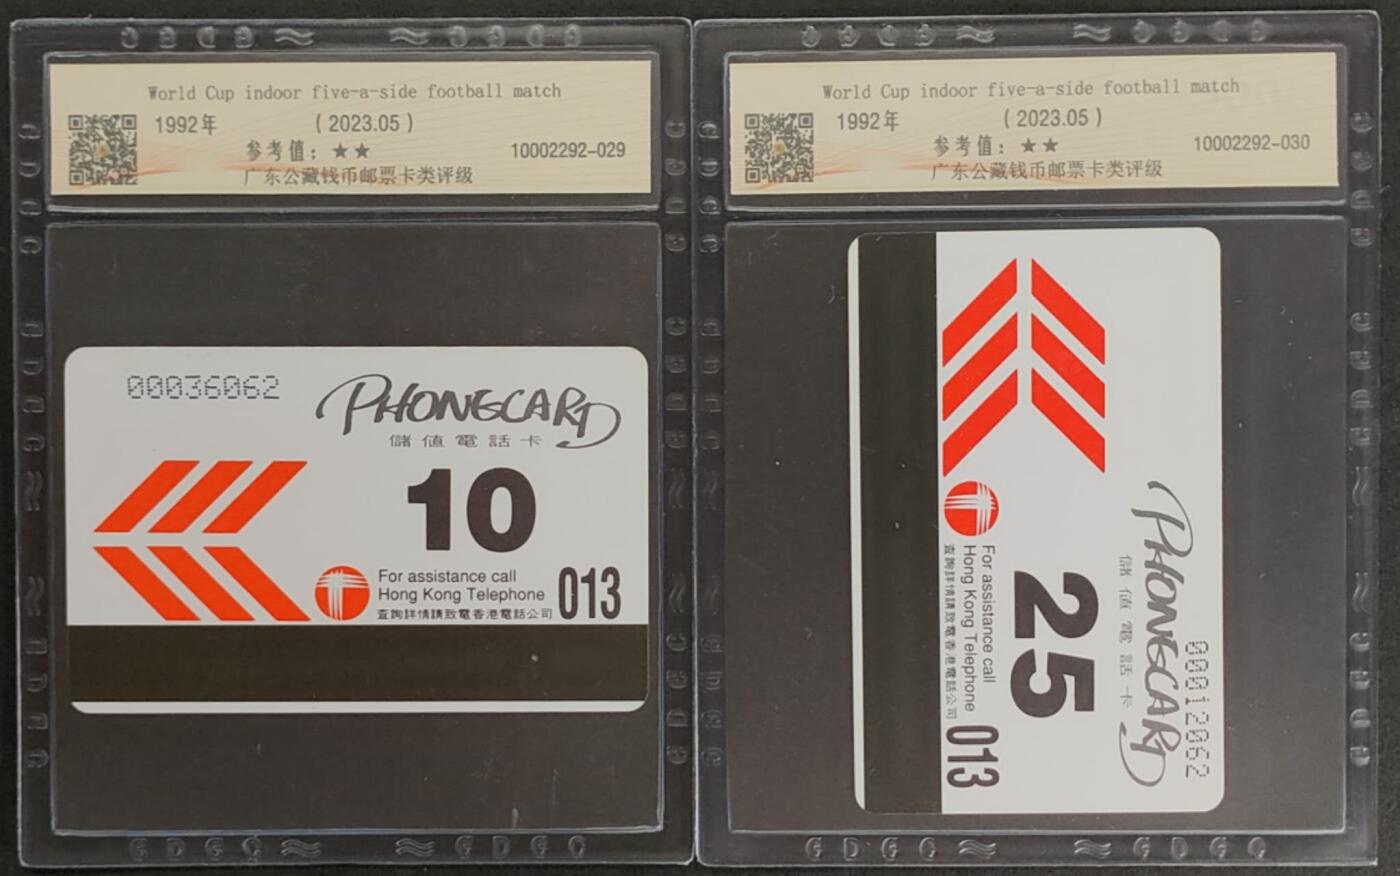 World Cup indoor five-a-side football match
1992年
(2023.05)
参考值：★★
10002292-029
广东公藏钱币邮票卡类评级
00036062
PHONECARD
儲值電話卡
10
For assistance call
Hong Kong Telephone
查詢詳情請致電香港電話公司
013
World Cup indoor five-a-side football match
1992年
(2023.05)
参考值：★★
10002292-030
广东公藏钱币邮票卡类评级
00012062
PHONECARD
儲值電話卡
25
For assistance call
Hong Kong Telephone
查詢詳情請致電香港電話公司
013